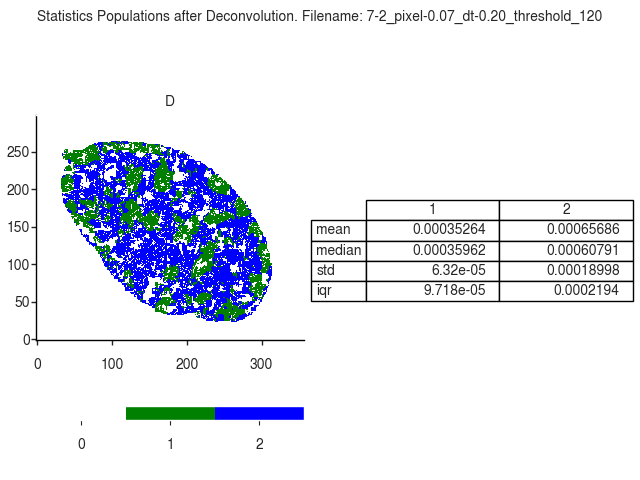 Statistics Populations after Deconvolution. Filename: 7-2_pixel-0.07_dt-0.20_threshold_120
D
250
200
150
100
50
0
0 100 200 300
0 1 2
1 2
mean 0.00035264 0.00065686
median 0.00035962 0.00060791
std 6.32e-05 0.00018998
iqr 9.718e-05 0.0002194